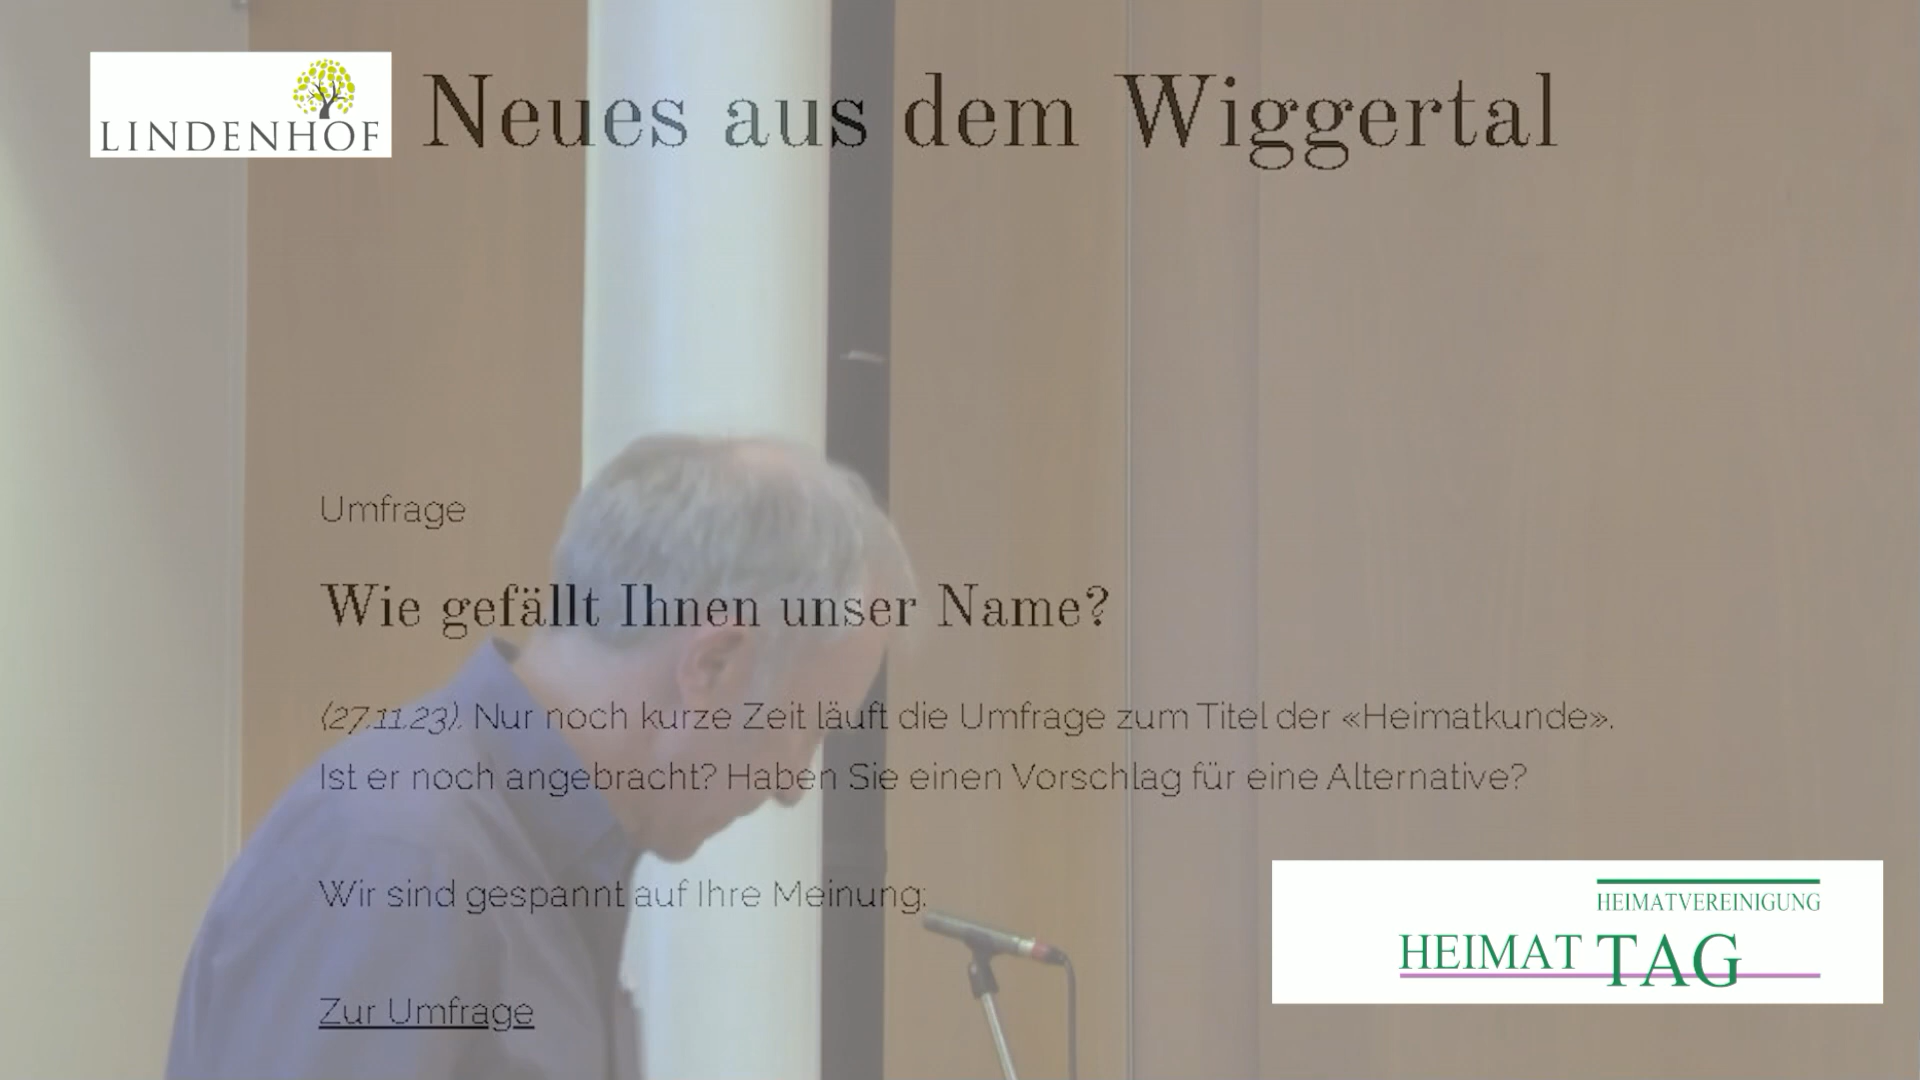 LINDENHOF
Neues aus dem Wiggertal
Umfrage
Wie gefällt Ihnen unser Name?
(27.11.23). Nur noch kurze Zeit läuft die Umfrage zum Titel der «Heimatkunde».
Ist er noch angebracht? Haben Sie einen Vorschlag für eine Alternative?
Wir sind gespannt auf Ihre Meinung:
Zur Umfrage
HEIMATVEREINIGUNG
HEIMAT TAG